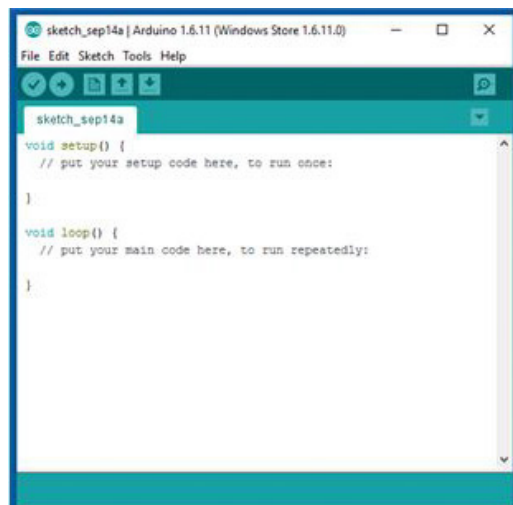 sketch_sep14a | Arduino 1.6.11 (Windows Store 1.6.11.0)
File Edit Sketch Tools Help
sketch_sep14a
void setup() {
  // put your setup code here, to run once:

}

void loop() {
  // put your main code here, to run repeatedly:

}